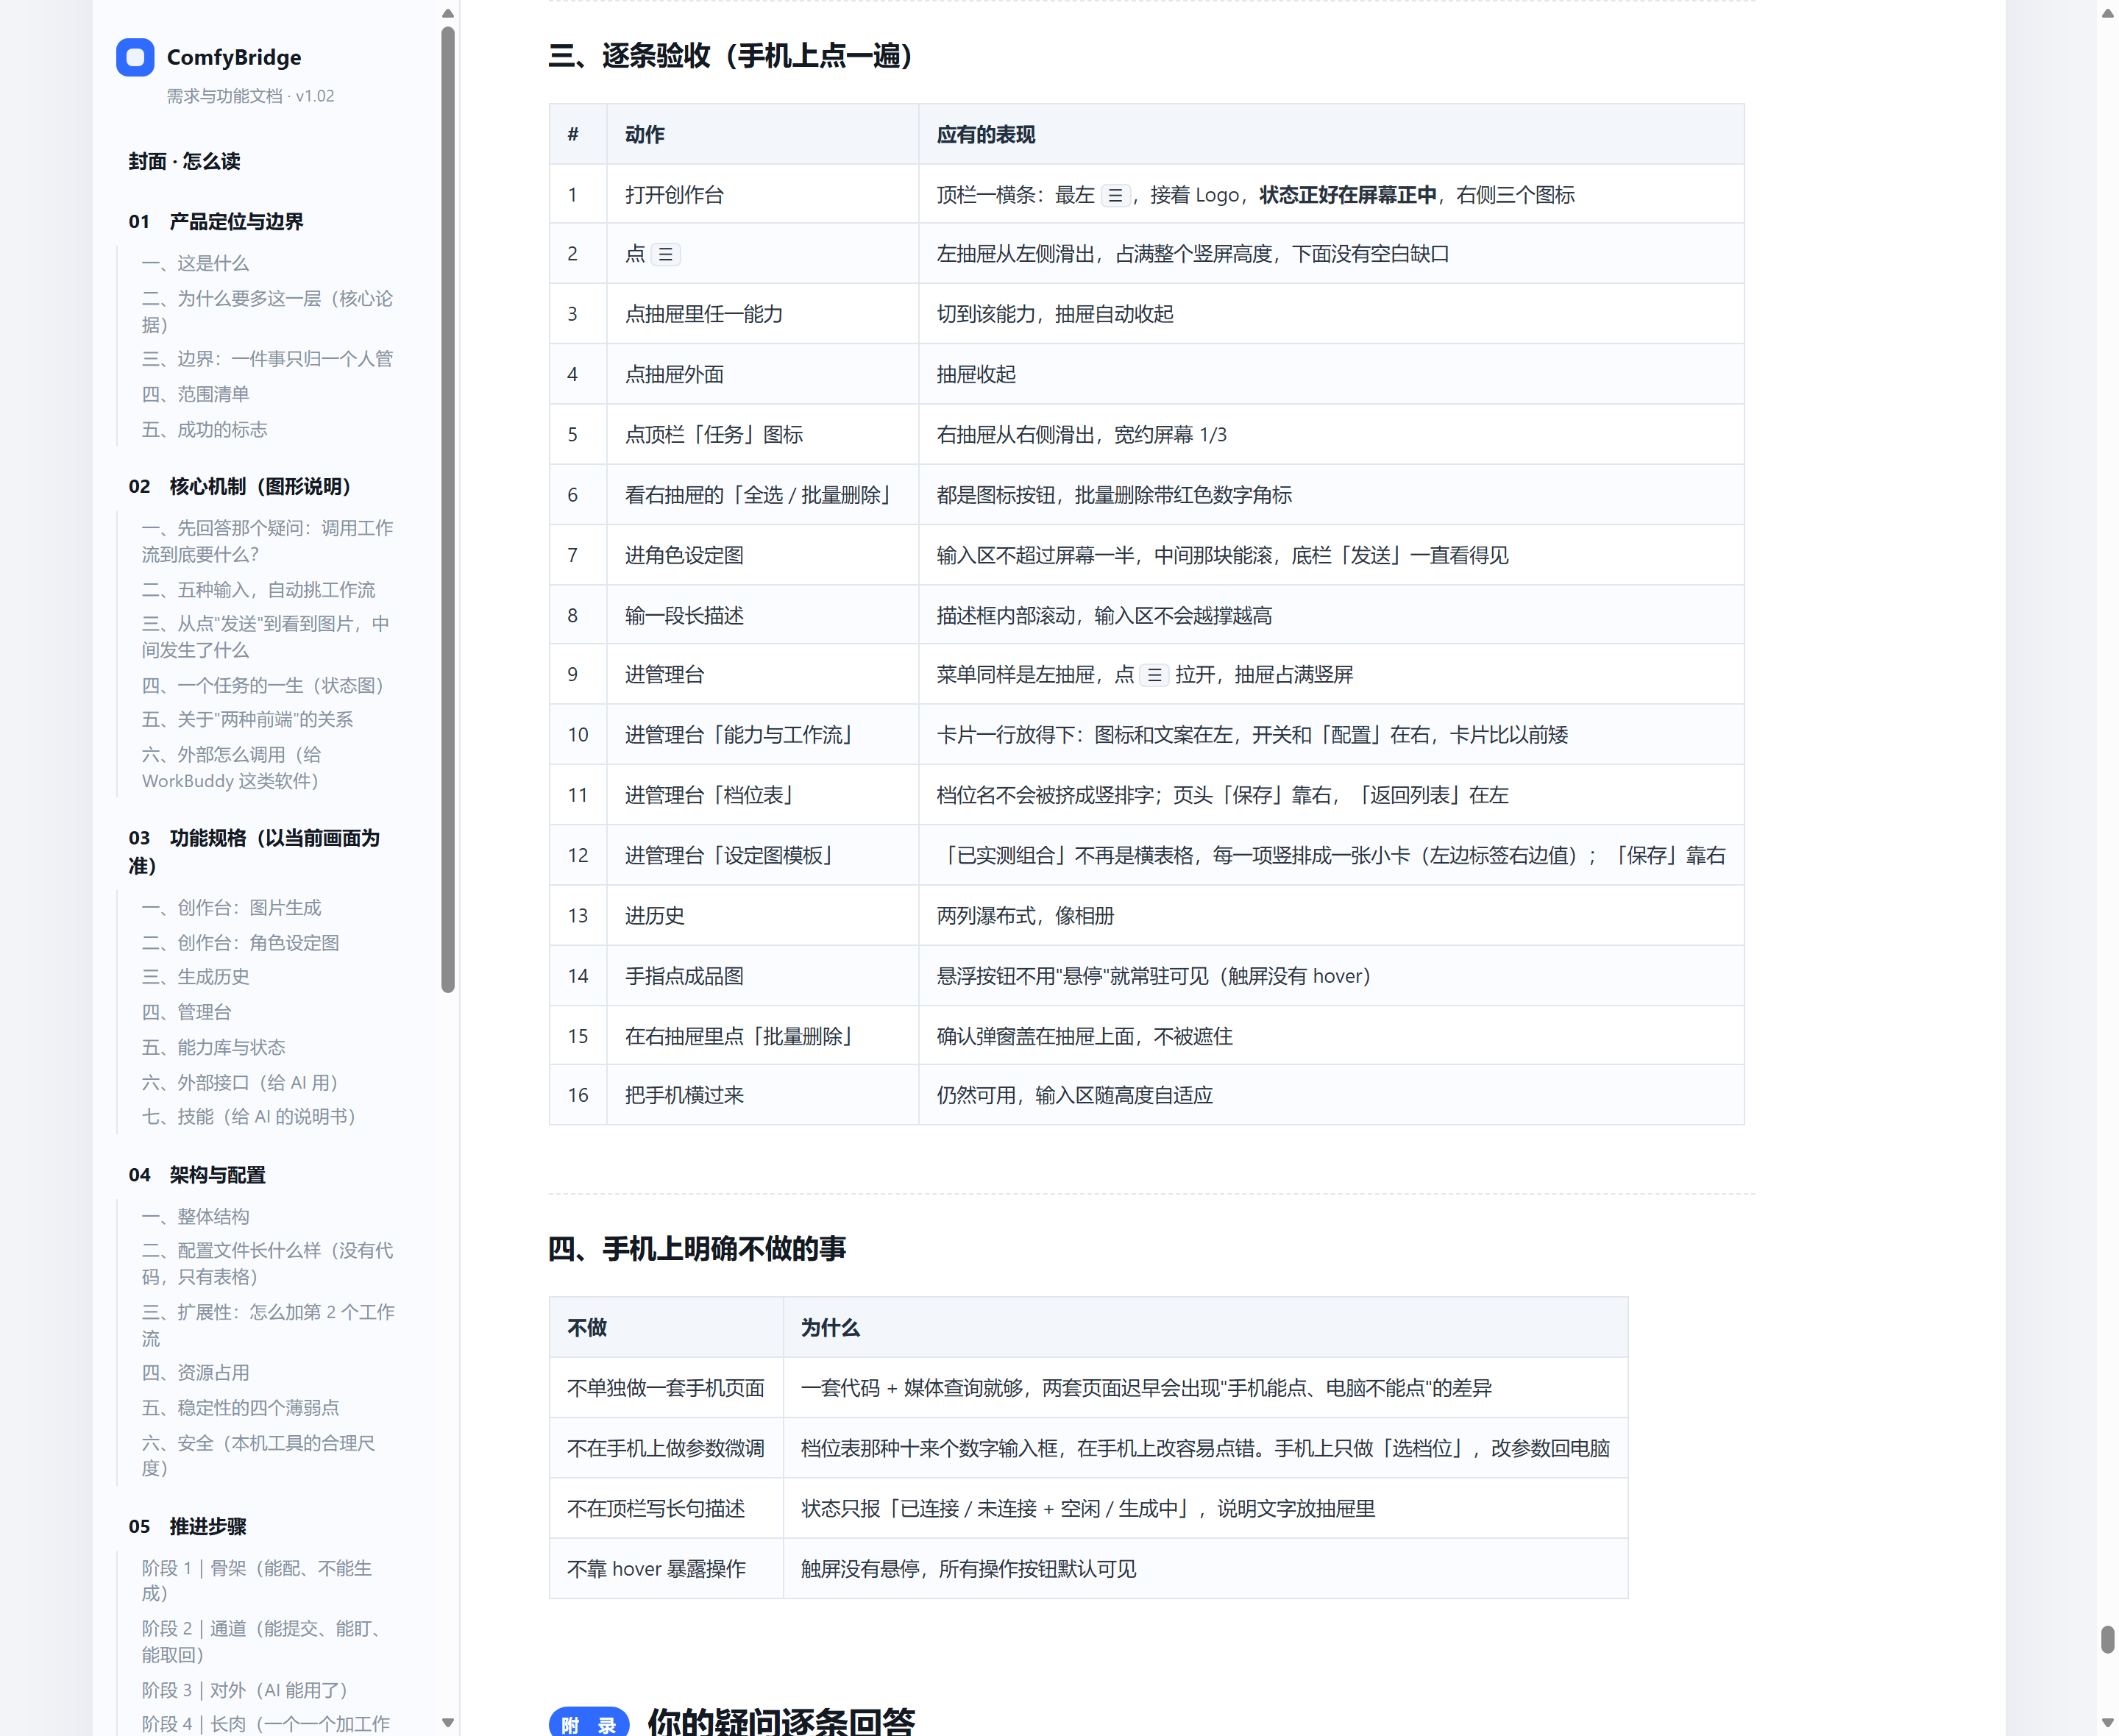 ComfyBridge
需求与功能文档 · v1.02
封面 · 怎么读
01 产品定位与边界
一、这是什么
二、为什么要多这一层（核心论
据）
三、边界：一件事只归一个人管
四、范围清单
五、成功的标志
02 核心机制（图形说明）
一、先回答那个疑问：调用工作
流到底要什么？
二、五种输入，自动挑工作流
三、从点"发送"到看到图片，中
间发生了什么
四、一个任务的一生（状态图）
五、关于"两种前端"的关系
六、外部怎么调用（给
WorkBuddy 这类软件）
03 功能规格（以当前画面为
准）
一、创作台：图片生成
二、创作台：角色设定图
三、生成历史
四、管理台
五、能力库与状态
六、外部接口（给 AI 用）
七、技能（给 AI 的说明书）
04 架构与配置
一、整体结构
二、配置文件长什么样（没有代
码，只有表格）
三、扩展性：怎么加第 2 个工作
流
四、资源占用
五、稳定性的四个薄弱点
六、安全（本机工具的合理尺
度）
05 推进步骤
阶段 1｜骨架（能配、不能生
成）
阶段 2｜通道（能提交、能盯、
能取回）
阶段 3｜对外（AI 能用了）
阶段 4｜长肉（一个一个加工作
三、逐条验收（手机上点一遍）
# 动作 应有的表现
1 打开创作台 顶栏一横条：最左 ☰，接着 Logo，状态正好在屏幕正中，右侧三个图标
2 点 ☰ 左抽屉从左侧滑出，占满整个竖屏高度，下面没有空白缺口
3 点抽屉里任一能力 切到该能力，抽屉自动收起
4 点抽屉外面 抽屉收起
5 点顶栏「任务」图标 右抽屉从右侧滑出，宽约屏幕 1/3
6 看右抽屉的「全选 / 批量删除」 都是图标按钮，批量删除带红色数字角标
7 进角色设定图 输入区不超过屏幕一半，中间那块能滚，底栏「发送」一直看得见
8 输一段长描述 描述框内部滚动，输入区不会越撑越高
9 进管理台 菜单同样是左抽屉，点 ☰ 拉开，抽屉占满竖屏
10 进管理台「能力与工作流」 卡片一行放得下：图标和文案在左，开关和「配置」在右，卡片比以前矮
11 进管理台「档位表」 档位名不会被挤成竖排字；页头「保存」靠右，「返回列表」在左
12 进管理台「设定图模板」 「已实测组合」不再是横表格，每一项竖排成一张小卡（左边标签右边值）；「保存」靠右
13 进历史 两列瀑布式，像相册
14 手指点成品图 悬浮按钮不用"悬停"就常驻可见（触屏没有 hover）
15 在右抽屉里点「批量删除」 确认弹窗盖在抽屉上面，不被遮住
16 把手机横过来 仍然可用，输入区随高度自适应
四、手机上明确不做的事
不做 为什么
不单独做一套手机页面 一套代码 + 媒体查询就够，两套页面迟早会出现"手机能点、电脑不能点"的差异
不在手机上做参数微调 档位表那种十来个数字输入框，在手机上改容易点错。手机上只做「选档位」，改参数回电脑
不在顶栏写长句描述 状态只报「已连接 / 未连接 + 空闲 / 生成中」，说明文字放抽屉里
不靠 hover 暴露操作 触屏没有悬停，所有操作按钮默认可见
附 录 你的疑问逐条回答